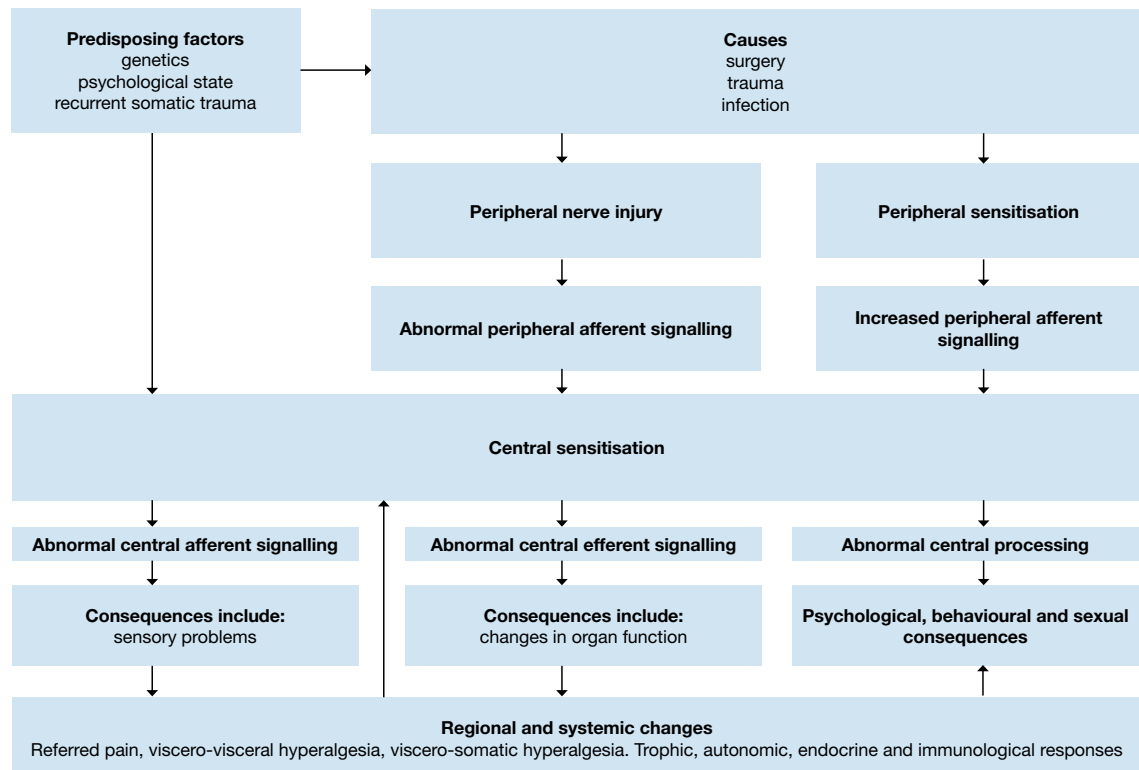 Predisposing factors
genetics
psychological state
recurrent somatic trauma
Causes
surgery
trauma
infection
Peripheral nerve injury
Peripheral sensitisation
Abnormal peripheral afferent signalling
Increased peripheral afferent
signalling
Central sensitisation
Abnormal central afferent signalling
Abnormal central efferent signalling
Abnormal central processing
Consequences include:
sensory problems
Consequences include:
changes in organ function
Psychological, behavioural and sexual
consequences
Regional and systemic changes
Referred pain, viscero-visceral hyperalgesia, viscero-somatic hyperalgesia. Trophic, autonomic, endocrine and immunological responses